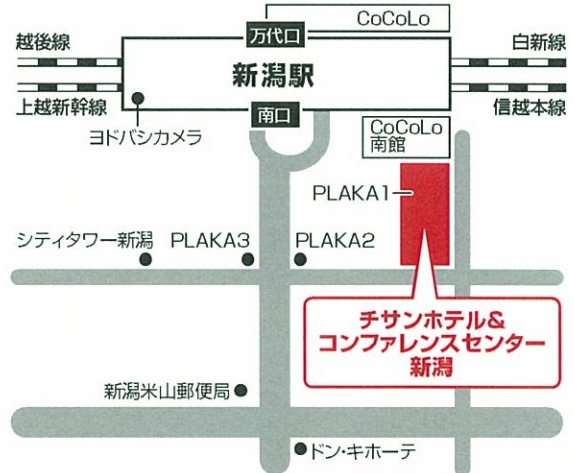 CoCoLo
万代口
越後線
白新線
新潟駅
上越新幹線
信越本線
南口
ヨドバシカメラ
CoCoLo
南館
PLAKA1
シティタワー新潟
PLAKA3
PLAKA2
チサンホテル&
コンファレンスセンター
新潟
新潟米山郵便局
ドン・キホーテ